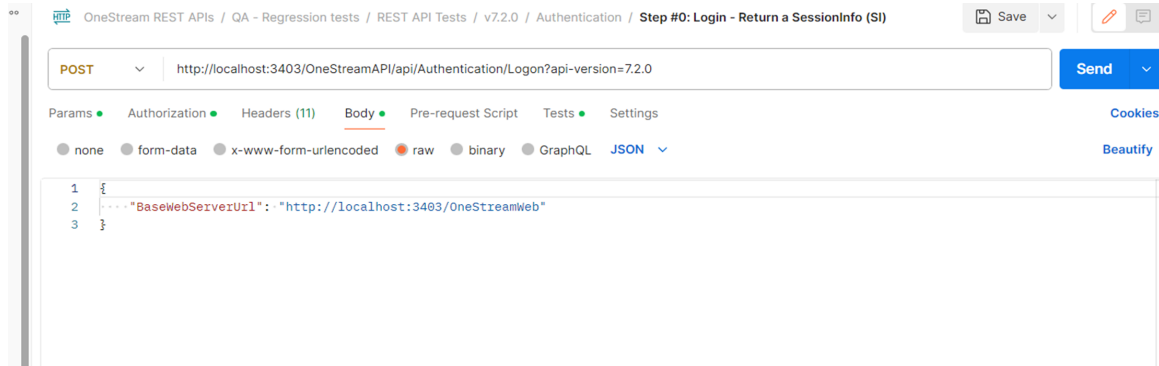 HTTP OneStream REST APIs / QA - Regression tests / REST API Tests / v7.2.0 / Authentication / Step #0: Login - Return a SessionInfo (SI) Save
POST http://localhost:3403/OneStreamAPI/api/Authentication/Logon?api-version=7.2.0 Send
Params Authorization Headers (11) Body Pre-request Script Tests Settings Cookies
none form-data x-www-form-urlencoded raw binary GraphQL JSON Beautify
1 {
2 "BaseWebServerUrl": "http://localhost:3403/OneStreamWeb"
3 }